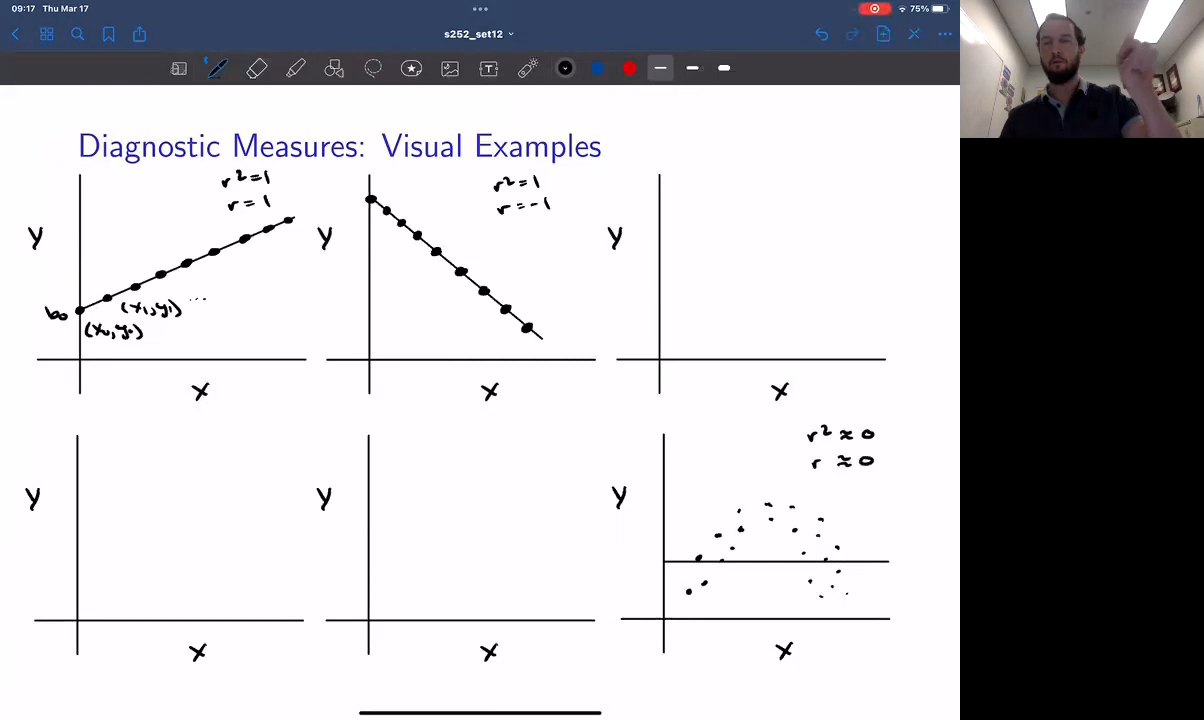 09:17 Thu Mar 17
75%
s252_set12
Diagnostic Measures: Visual Examples
r²=1
r=1
y
b₀
(x₁,y₁) ...
(x₀,y₀)
x
r²=1
r=-1
y
x
y
x
y
x
y
x
r² ≈ 0
r ≈ 0
y
x